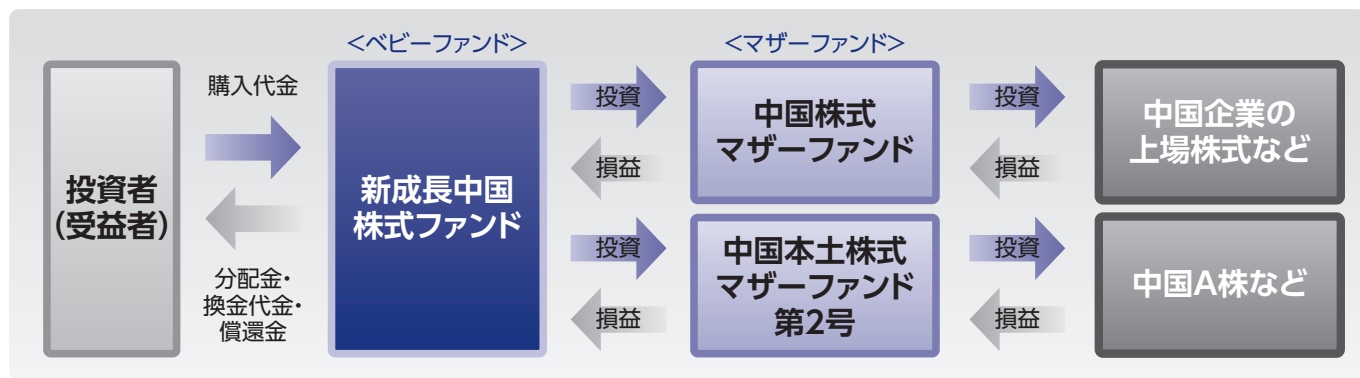 <ベビーファンド>
<マザーファンド>
投資者
(受益者)
購入代金
分配金・
換金代金・
償還金
新成長中国
株式ファンド
投資
損益
投資
損益
中国株式
マザーファンド
中国本土株式
マザーファンド
第2号
投資
損益
投資
損益
中国企業の
上場株式など
中国A株など